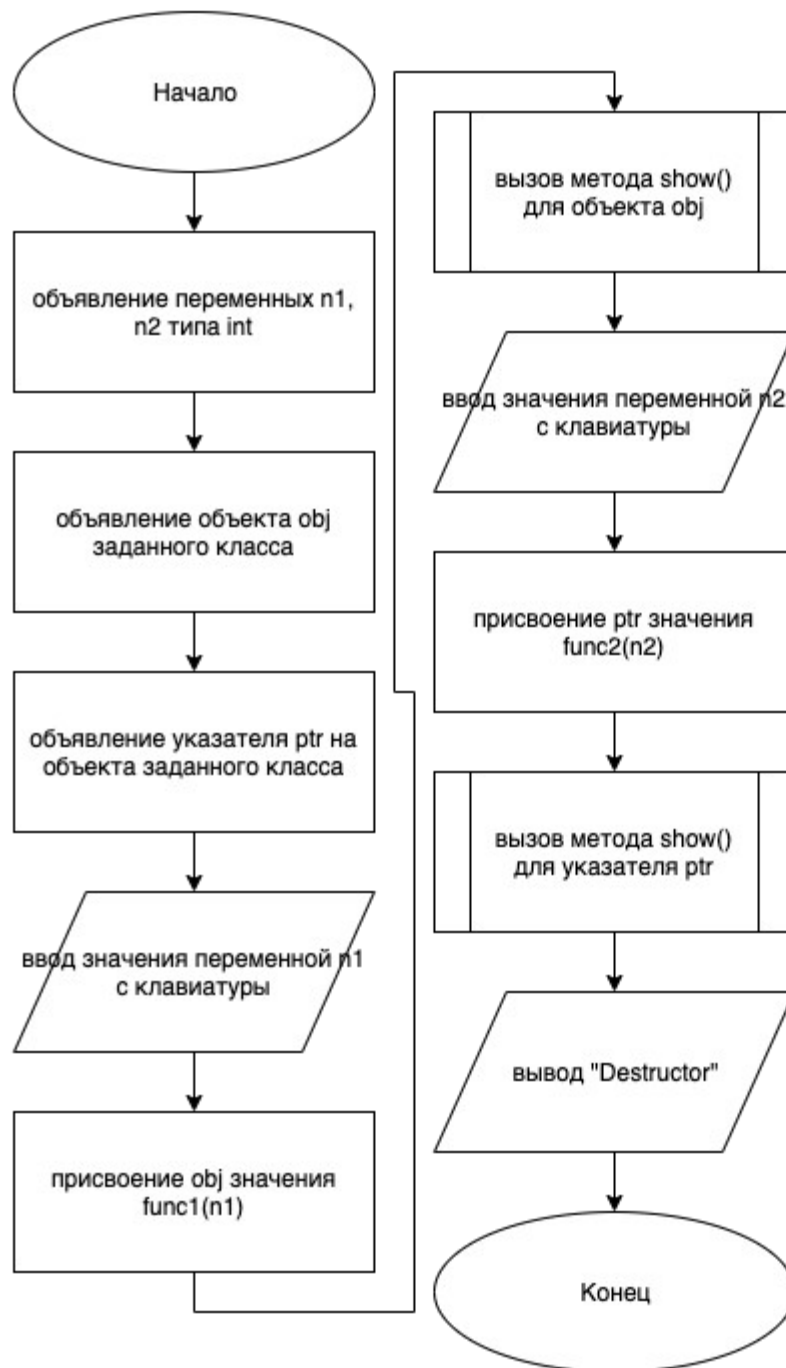 Начало
объявление переменных n1,
n2 типа int
объявление объекта obj
заданного класса
объявление указателя ptr на
объекта заданного класса
ввод значения переменной n1
с клавиатуры
присвоение obj значения
func1(n1)
вызов метода show()
для объекта obj
ввод значения переменной n2
с клавиатуры
присвоение ptr значения
func2(n2)
вызов метода show()
для указателя ptr
вывод "Destructor"
Конец